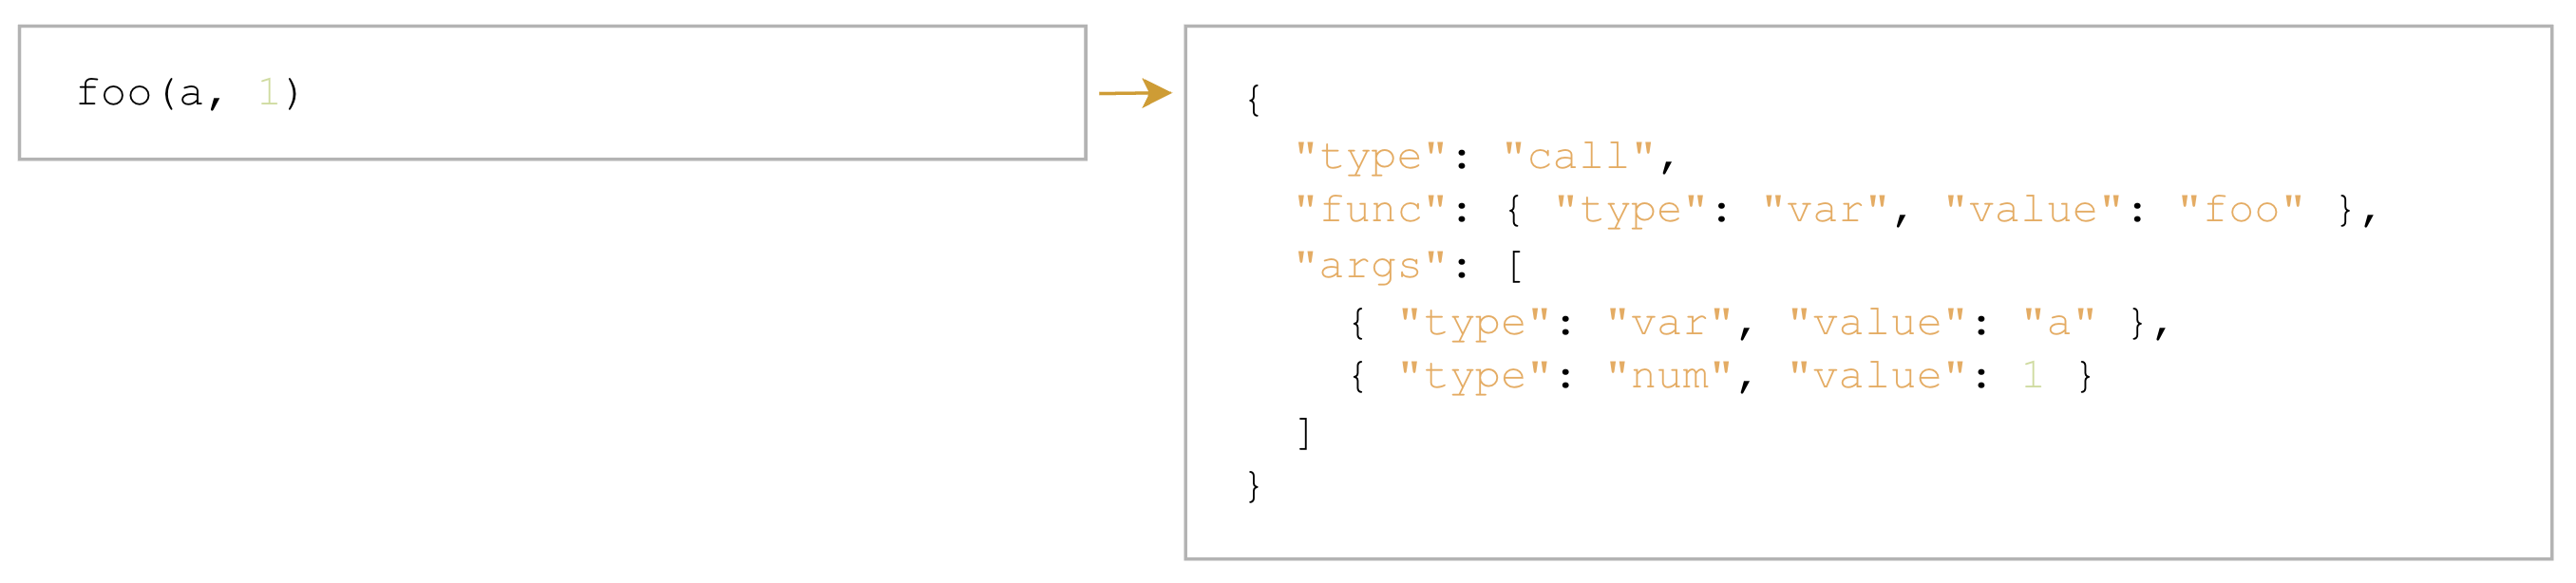 foo(a, 1)
{
"type": "call",
"func": { "type": "var", "value": "foo" },
"args": [
{ "type": "var", "value": "a" },
{ "type": "num", "value": 1 }
]
}